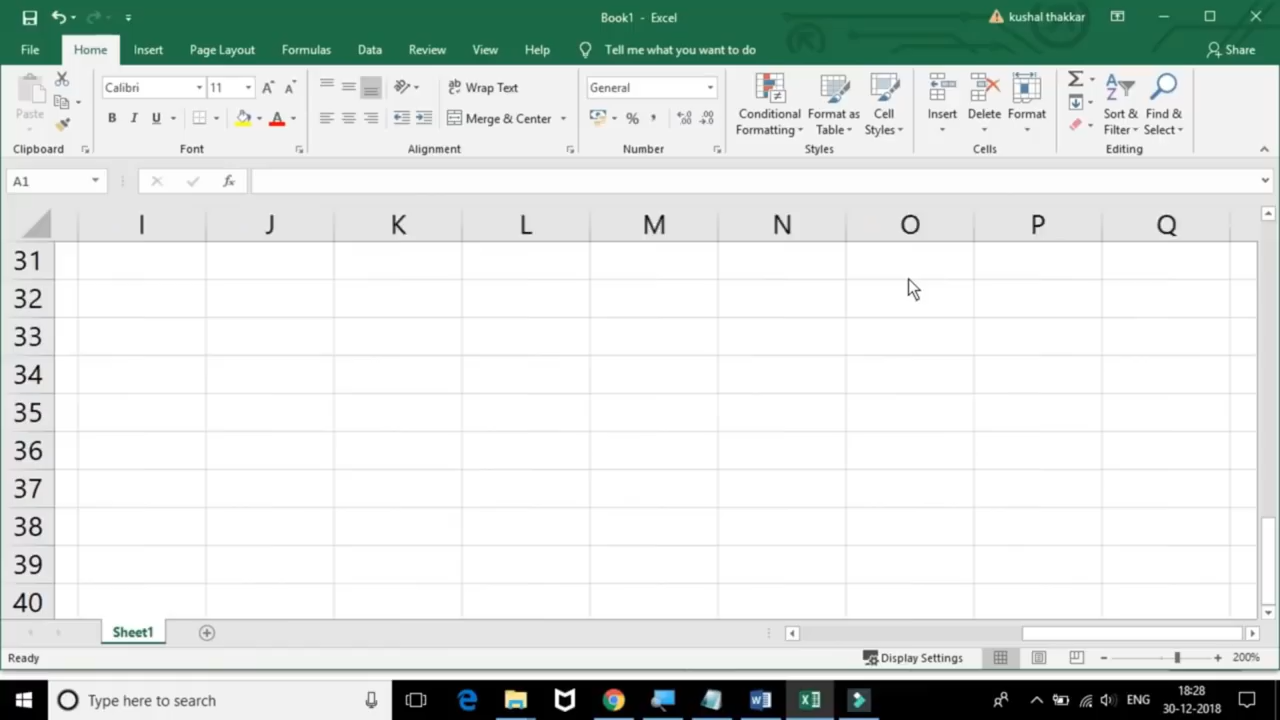 Book1 - Excel
kushal thakkar
File Home Insert Page Layout Formulas Data Review View Help Tell me what you want to do Share
Paste
Calibri 11
B I U
Wrap Text
Merge & Center
General
% ,
Conditional Formatting
Format as Table
Cell Styles
Insert Delete Format
Sort & Filter
Find & Select
Clipboard Font Alignment Number Styles Cells Editing
A1 fx
I J K L M N O P Q
31
32
33
34
35
36
37
38
39
40
Sheet1
Ready Display Settings 200%
Type here to search
ENG
18:28
30-12-2018